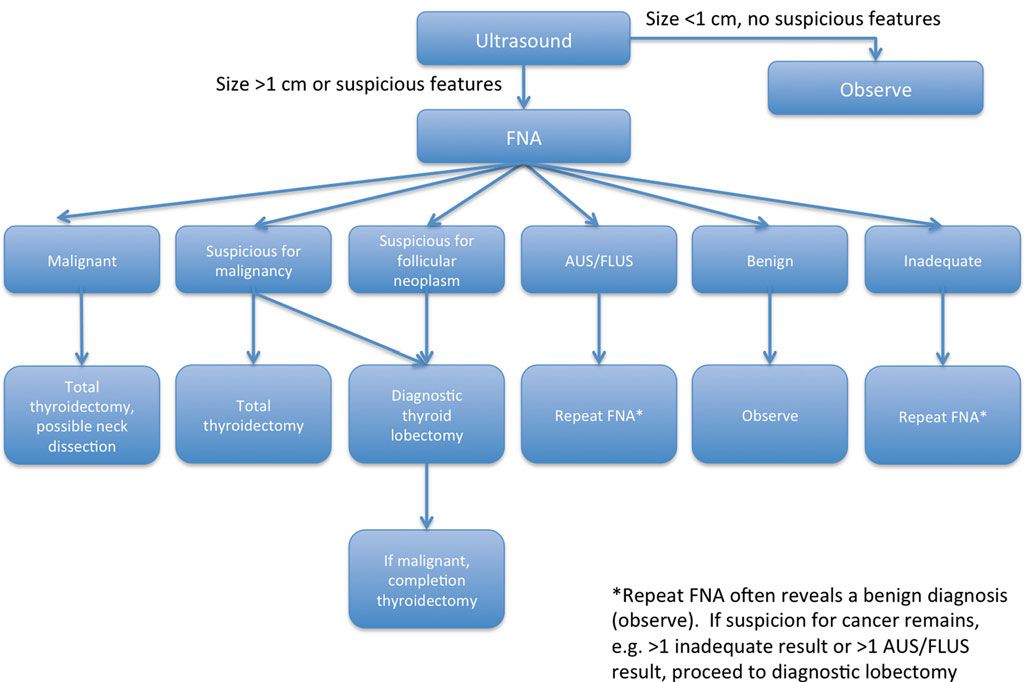 Size <1 cm, no suspicious features
Ultrasound
Observe
Size >1 cm or suspicious features
FNA
Malignant
Suspicious for
malignancy
Suspicious for
follicular
neoplasm
AUS/FLUS
Benign
Inadequate
Total
thyroidectomy,
possible neck
dissection
Total
thyroidectomy
Diagnostic
thyroid
lobectomy
Repeat FNA*
Observe
Repeat FNA*
If malignant,
completion
thyroidectomy
*Repeat FNA often reveals a benign diagnosis
(observe). If suspicion for cancer remains,
e.g. >1 inadequate result or >1 AUS/FLUS
result, proceed to diagnostic lobectomy